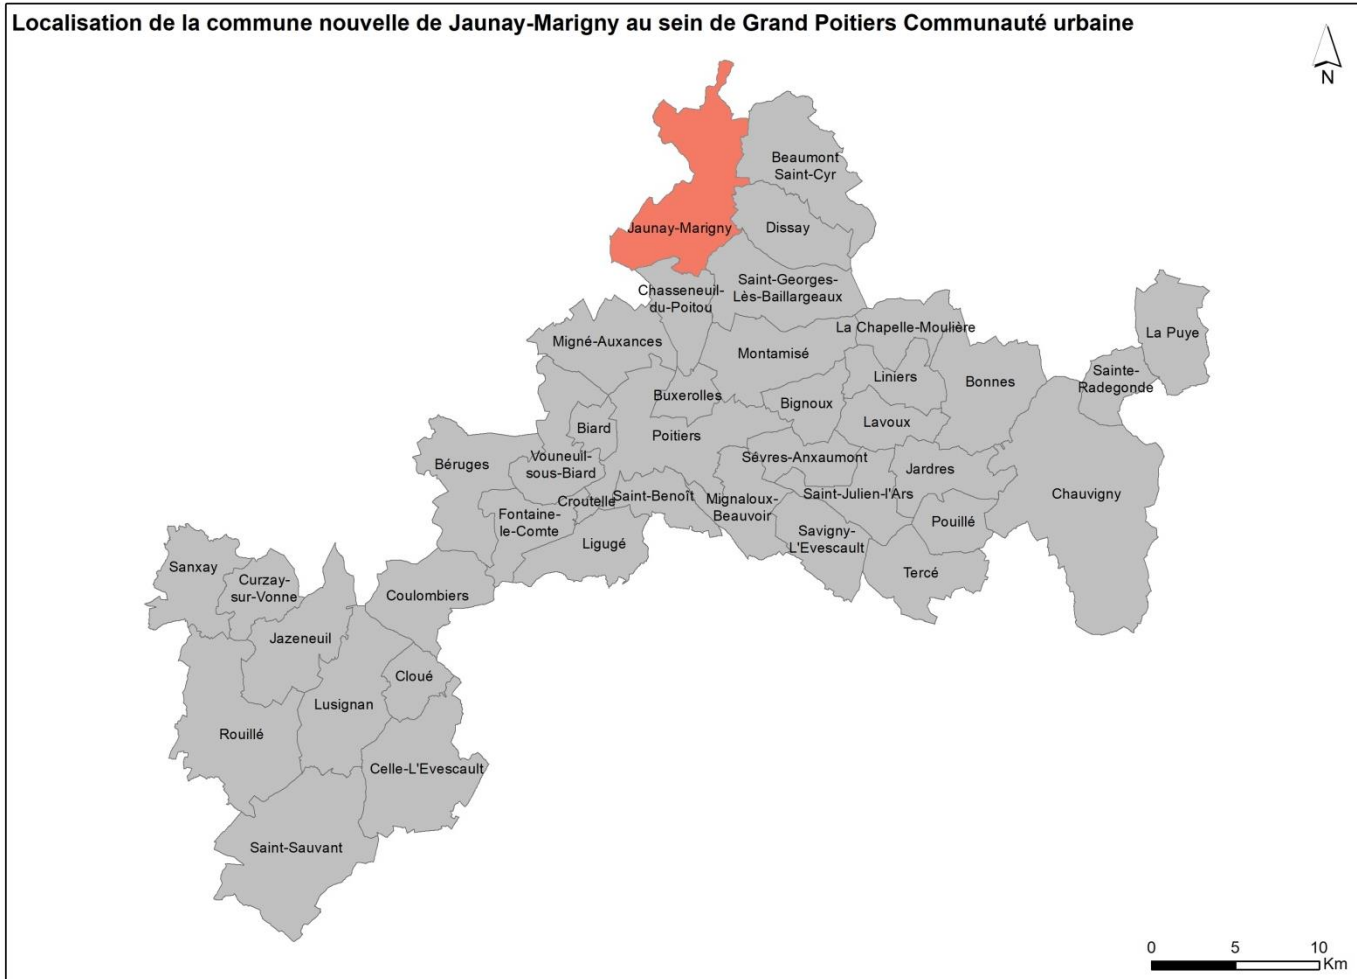 Localisation de la commune nouvelle de Jaunay-Marigny au sein de Grand Poitiers Communauté urbaine
N
Beaumont
Saint-Cyr
Jaunay-Marigny
Dissay
Chasseneuil-
du-Poitou
Saint-Georges-
Lès-Baillargeaux
La Chapelle-Moulière
La Puye
Migné-Auxances
Montamisé
Liniers
Bonnes
Sainte-
Radegonde
Buxerolles
Bignoux
Lavoux
Biard
Poitiers
Béruges
Vouneuil-
sous-Biard
Sêvres-Anxaumont
Jardres
Chauvigny
Croutelle
Saint-Benoît
Mignaloux-
Beauvoir
Saint-Julien-l'Ars
Fontaine-
le-Comte
Pouillé
Ligugé
Savigny-
L'Evescault
Tercé
Sanxay
Curzay-
sur-Vonne
Coulombiers
Jazeneuil
Cloué
Lusignan
Rouillé
Celle-L'Evescault
Saint-Sauvant
0 5 10
Km